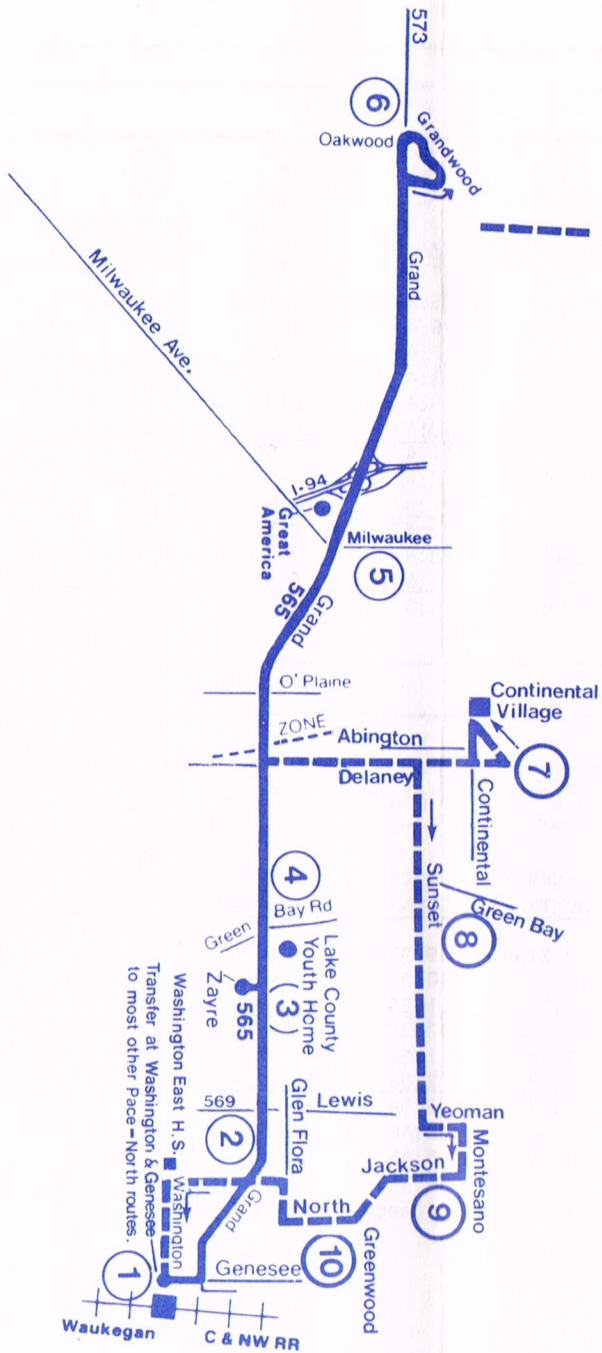 573
6
Oakwood
Grandwood
Grand
Milwaukee Ave.
I-94
Great
America
Milwaukee
5
Grand
565
O'Plaine
ZONE
Continental
Village
Abington
7
Delaney
Continental
Sunset
Green Bay
8
4
Bay Rd
Green
Lake County
Youth Home
(3)
Zayre
565
569
Lewis
Glen Flora
2
Yeoman
Montesano
Jackson
9
North
Greenwood
10
Grand
Washington East H.S.
Washington
Transfer at Washington & Genesee
to most other Pace-North routes.
Genesee
1
Waukegan
C & NW RR